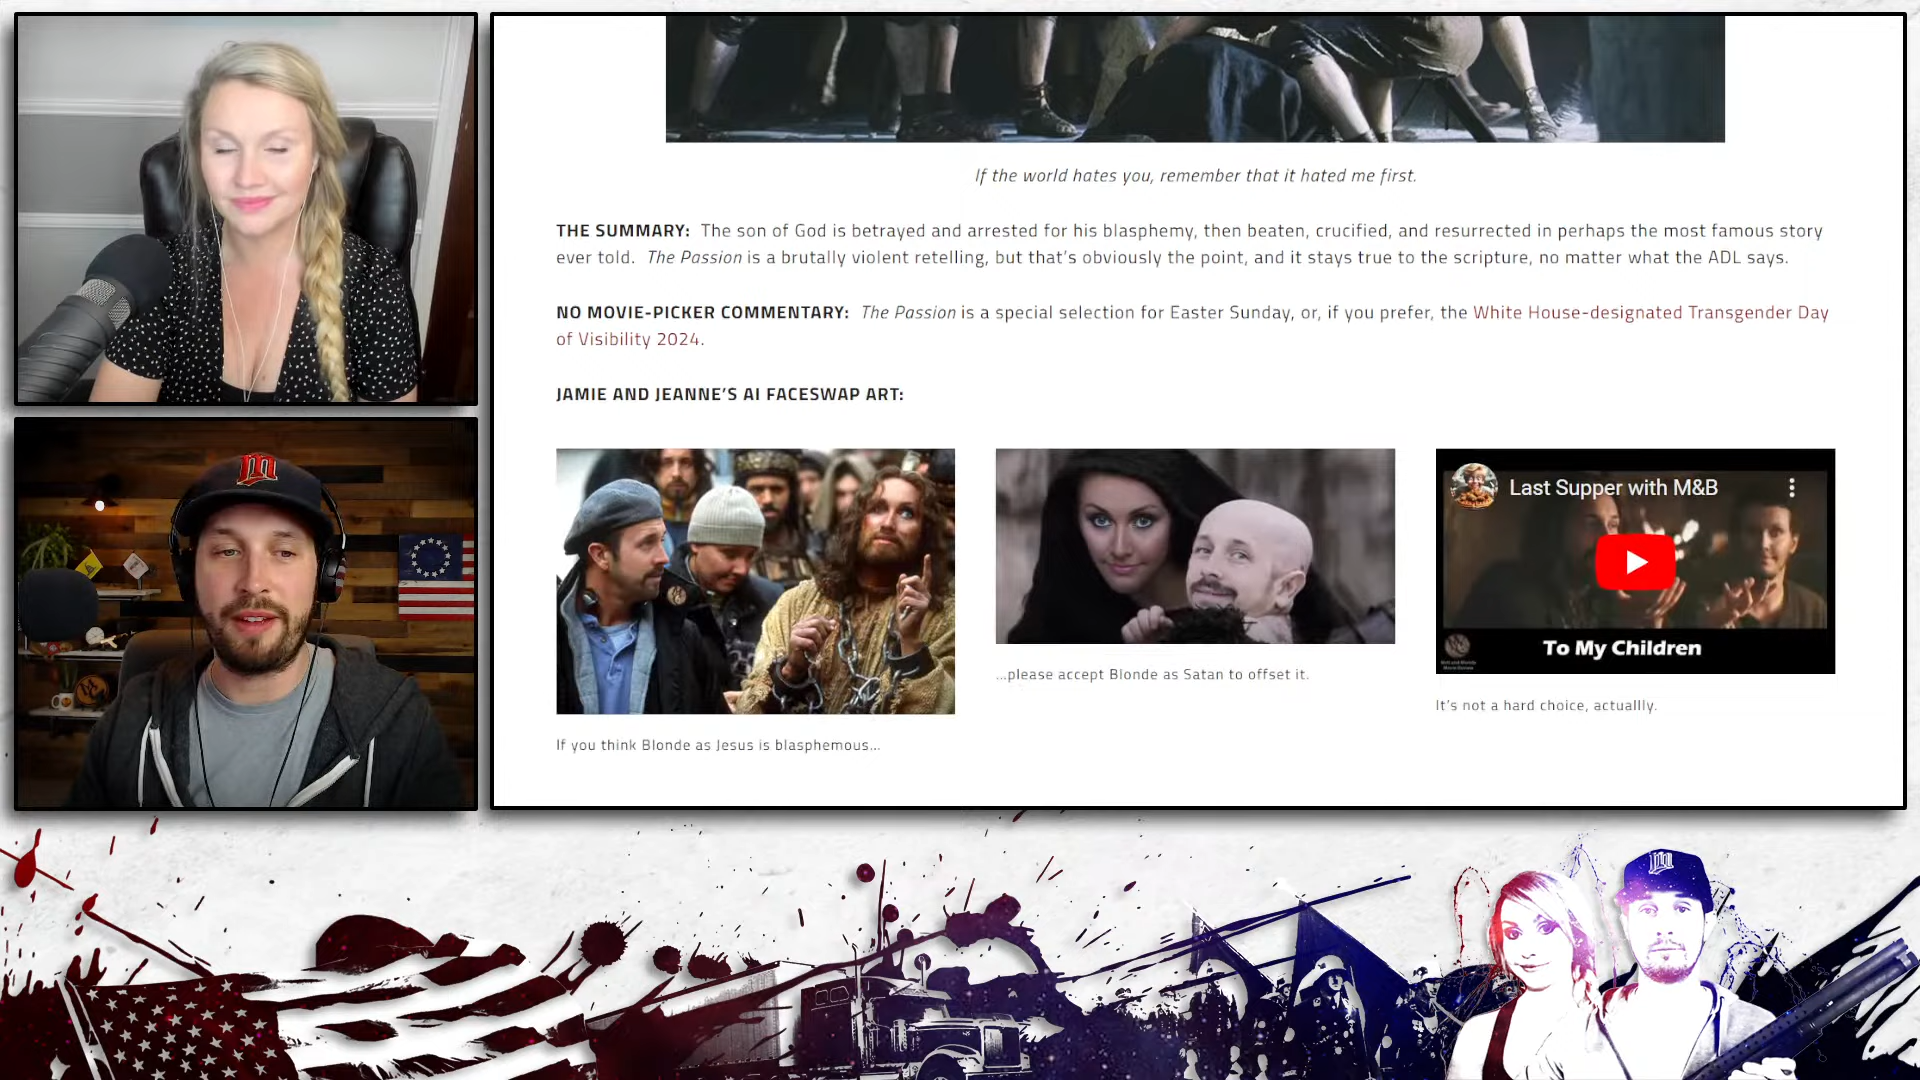 If the world hates you, remember that it hated me first.
THE SUMMARY: The son of God is betrayed and arrested for his blasphemy, then beaten, crucified, and resurrected in perhaps the most famous story
ever told. The Passion is a brutally violent retelling, but that's obviously the point, and it stays true to the scripture, no matter what the ADL says.
NO MOVIE-PICKER COMMENTARY: The Passion is a special selection for Easter Sunday, or, if you prefer, the White House-designated Transgender Day
of Visibility 2024.
JAMIE AND JEANNE'S AI FACESWAP ART:
Last Supper with M&B
To My Children
…please accept Blonde as Satan to offset it.
It's not a hard choice, actuallly.
If you think Blonde as Jesus is blasphemous…